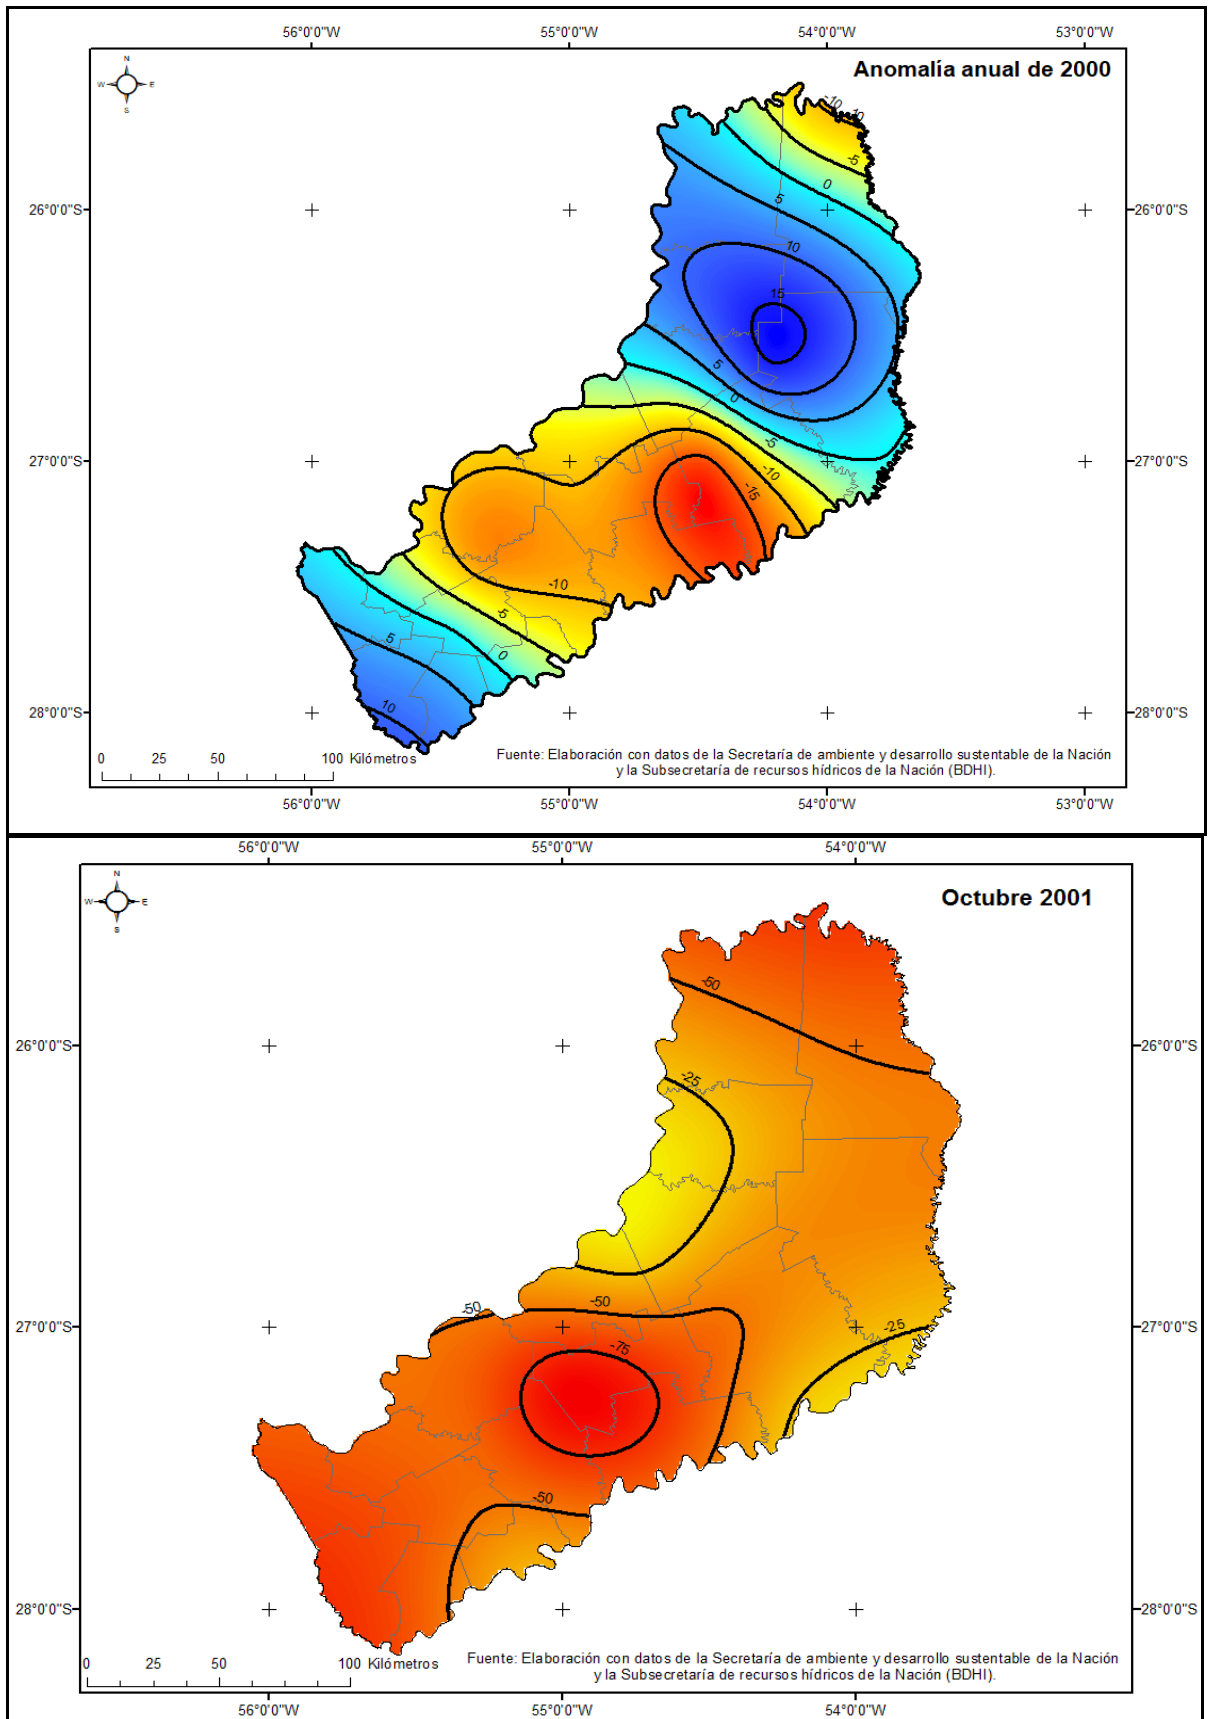 56°0'0"W 55°0'0"W 54°0'0"W 53°0'0"W
Anomalía anual de 2000
N
W E
S
-10 -10
-5
0
5
26°0'0"S 26°0'0"S
10
15
5
0
-5
27°0'0"S 27°0'0"S
-10
-15
-10
-5
5
0
10
28°0'0"S 28°0'0"S
0 25 50 100 Kilómetros
Fuente: Elaboración con datos de la Secretaría de ambiente y desarrollo sustentable de la Nación
y la Subsecretaría de recursos hídricos de la Nación (BDHI).
56°0'0"W 55°0'0"W 54°0'0"W 53°0'0"W
56°0'0"W 55°0'0"W 54°0'0"W
Octubre 2001
N
W E
S
-50
26°0'0"S 26°0'0"S
-25
-50 -50
27°0'0"S 27°0'0"S
-25
-75
-50
28°0'0"S 28°0'0"S
0 25 50 100 Kilómetros
Fuente: Elaboración con datos de la Secretaría de ambiente y desarrollo sustentable de la Nación
y la Subsecretaría de recursos hídricos de la Nación (BDHI).
56°0'0"W 55°0'0"W 54°0'0"W